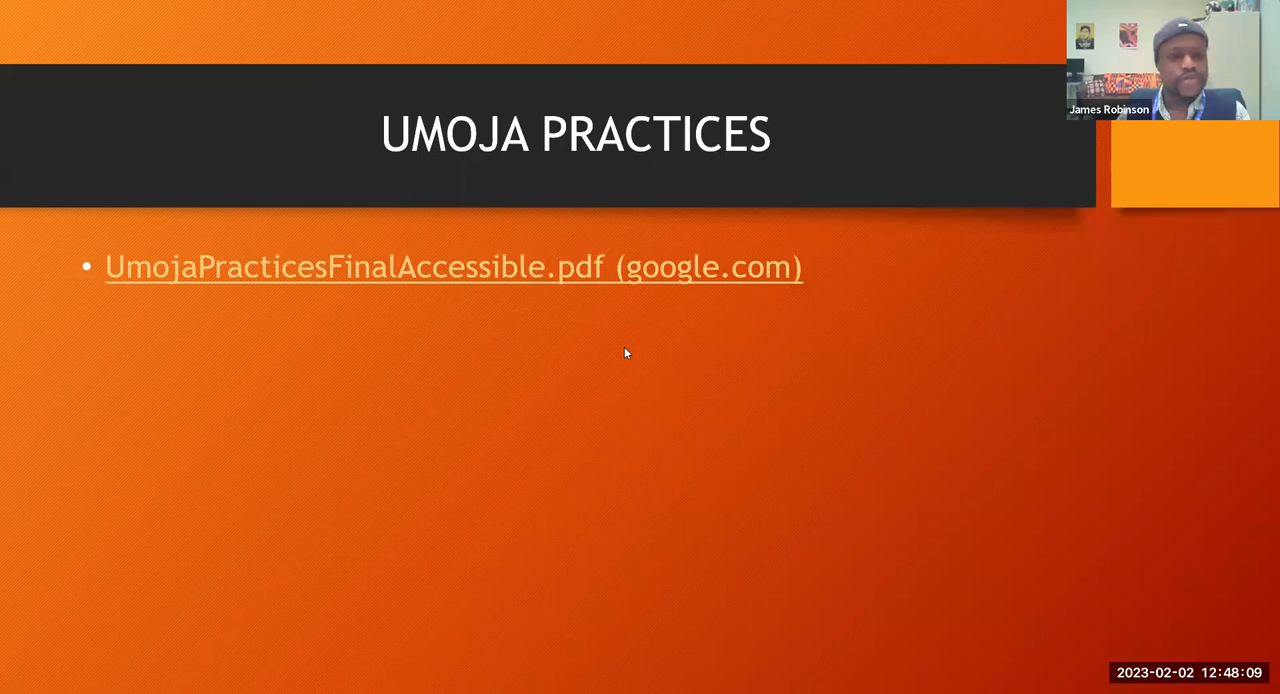 James Robinson
UMOJA PRACTICES
• UmojaPracticesFinalAccessible.pdf (google.com)
2023-02-02 12:48:09